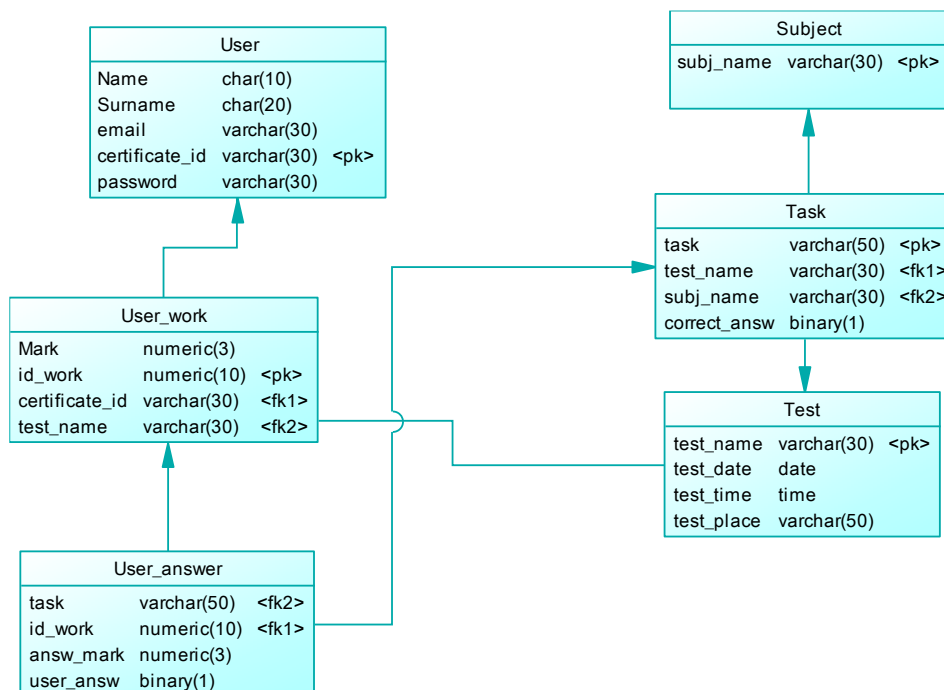 User
Name char(10)
Surname char(20)
email varchar(30)
certificate_id varchar(30) <pk>
password varchar(30)
Subject
subj_name varchar(30) <pk>
Task
task varchar(50) <pk>
test_name varchar(30) <fk1>
subj_name varchar(30) <fk2>
correct_answ binary(1)
User_work
Mark numeric(3)
id_work numeric(10) <pk>
certificate_id varchar(30) <fk1>
test_name varchar(30) <fk2>
Test
test_name varchar(30) <pk>
test_date date
test_time time
test_place varchar(50)
User_answer
task varchar(50) <fk2>
id_work numeric(10) <fk1>
answ_mark numeric(3)
user_answ binary(1)